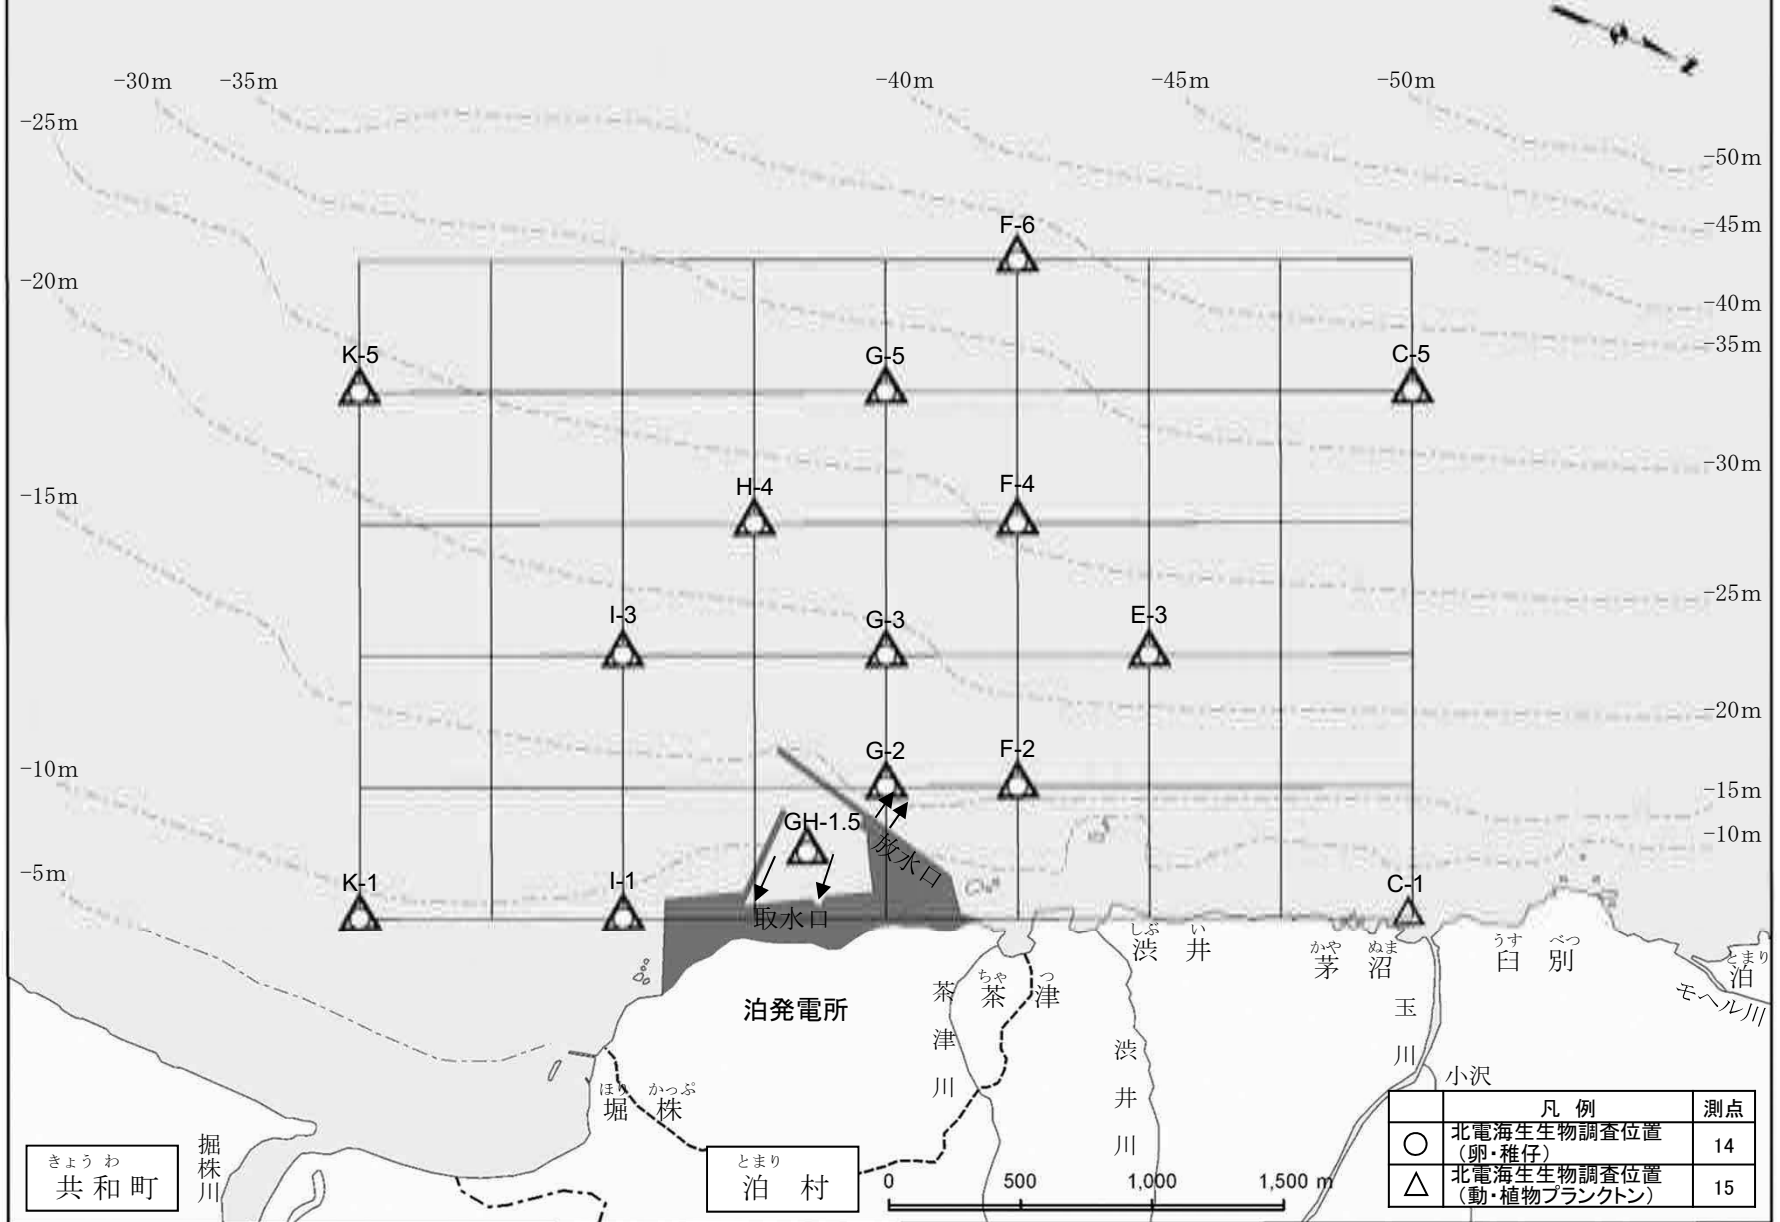 -30m
-35m
-40m
-45m
-50m
-25m
-50m
F-6
-45m
-20m
-40m
K-5
G-5
C-5
-35m
-30m
-15m
H-4
F-4
-25m
I-3
G-3
E-3
-20m
-10m
G-2
F-2
-15m
GH-1.5
-10m
放水口
-5m
K-1
I-1
C-1
取水口
しぶ い
渋 井
かや ぬま
茅 沼
うす べつ
臼 別
とまり
泊
モヘル川
泊発電所
ちゃ つ
茶 津
茶津川
渋井川
玉川
小沢
ほり かっぷ
堀 株
掘株川
きょう わ
共和町
とまり
泊 村
0 500 1,000 1,500 m
凡 例 測点
○ 北電海生生物調査位置
(卵・稚仔) 14
△ 北電海生生物調査位置
(動・植物プランクトン) 15